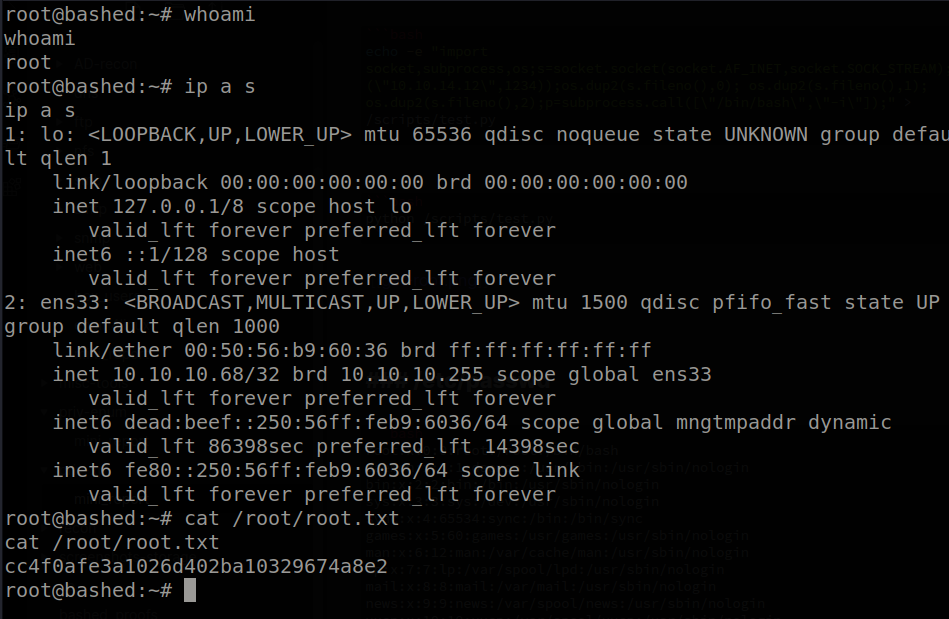 root@bashed:~# whoami
whoami
root
root@bashed:~# ip a s
ip a s
1: lo: <LOOPBACK,UP,LOWER_UP> mtu 65536 qdisc noqueue state UNKNOWN group defau
lt qlen 1
    link/loopback 00:00:00:00:00:00 brd 00:00:00:00:00:00
    inet 127.0.0.1/8 scope host lo
       valid_lft forever preferred_lft forever
    inet6 ::1/128 scope host
       valid_lft forever preferred_lft forever
2: ens33: <BROADCAST,MULTICAST,UP,LOWER_UP> mtu 1500 qdisc pfifo_fast state UP
group default qlen 1000
    link/ether 00:50:56:b9:60:36 brd ff:ff:ff:ff:ff:ff
    inet 10.10.10.68/32 brd 10.10.10.255 scope global ens33
       valid_lft forever preferred_lft forever
    inet6 dead:beef::250:56ff:feb9:6036/64 scope global mngtmpaddr dynamic
       valid_lft 86398sec preferred_lft 14398sec
    inet6 fe80::250:56ff:feb9:6036/64 scope link
       valid_lft forever preferred_lft forever
root@bashed:~# cat /root/root.txt
cat /root/root.txt
cc4f0afe3a1026d402ba10329674a8e2
root@bashed:~#